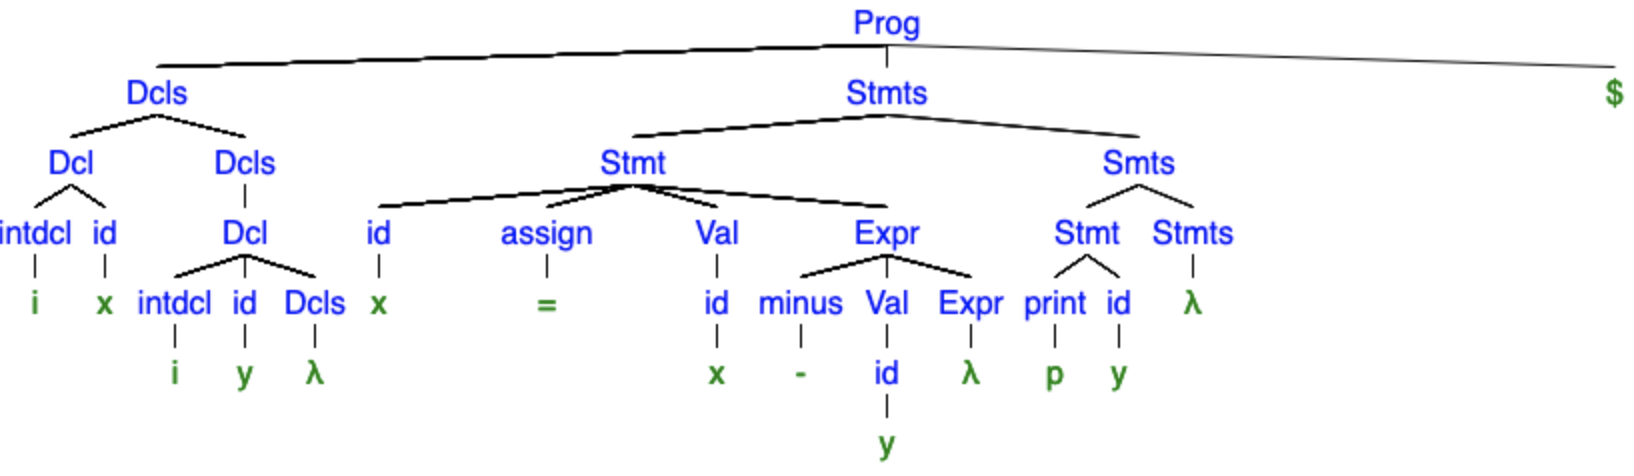 Prog
Dcls Stmts $
Dcl Dcls Stmt Smts
intdcl id Dcl id assign Val Expr Stmt Stmts
i x intdcl id Dcls x = id minus Val Expr print id λ
i y λ x - id λ p y
y